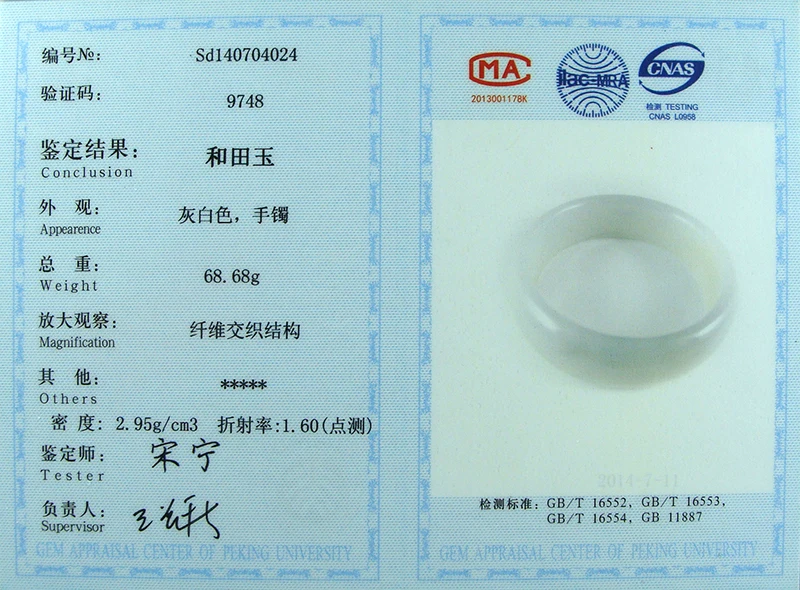 编号№: Sd140704024
验证码: 9748
鉴定结果: 和田玉
Conclusion
外 观: 灰白色，手镯
Appearence
总 重: 68.68g
Weight
放大观察: 纤维交织结构
Magnification
其 他: *****
Others
密 度: 2.95g/cm3 折射率:1.60(点测)
鉴定师: 宋宁
Tester
负责人:
Supervisor
GEM APPRAISAL CENTER OF PEKING UNIVERSITY
MA
2013001178K
ilac-MRA
CNAS
检测 TESTING
CNAS L0958
2014-7-11
检测标准: GB/T 16552, GB/T 16553,
GB/T 16554, GB 11887
GEM APPRAISAL CENTER OF PEKING UNIVERSITY